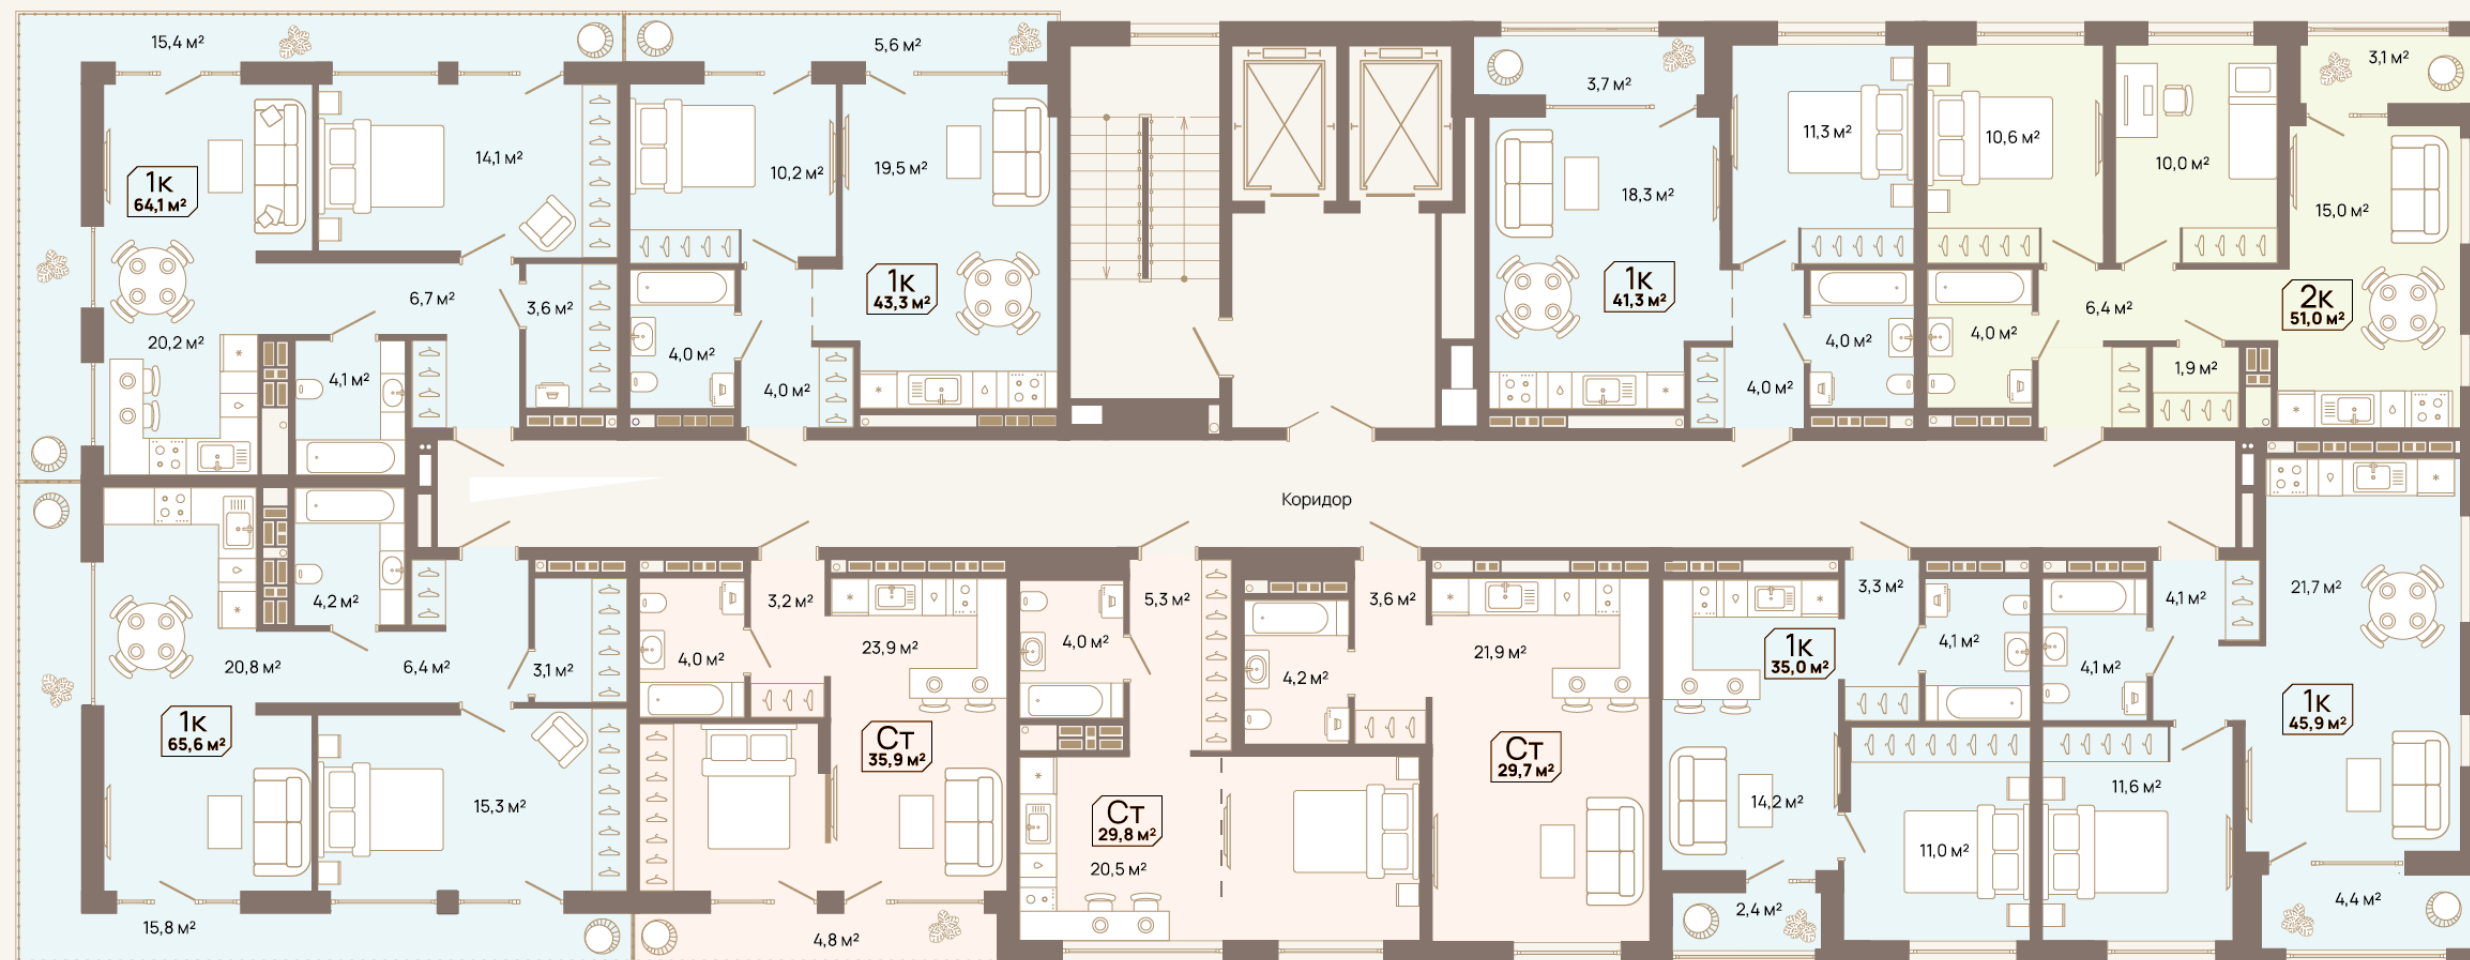 15,4 м²
1к
64,1 м²
14,1 м²
20,2 м²
6,7 м²
3,6 м²
4,1 м²
5,6 м²
10,2 м²
19,5 м²
1к
43,3 м²
4,0 м²
4,0 м²
3,7 м²
18,3 м²
1к
41,3 м²
11,3 м²
4,0 м²
4,0 м²
10,6 м²
10,0 м²
3,1 м²
15,0 м²
2к
51,0 м²
6,4 м²
4,0 м²
1,9 м²
Коридор
4,2 м²
20,8 м²
6,4 м²
3,1 м²
1к
65,6 м²
15,3 м²
15,8 м²
3,2 м²
4,0 м²
23,9 м²
Ст
35,9 м²
4,8 м²
4,0 м²
5,3 м²
Ст
29,8 м²
20,5 м²
3,6 м²
4,2 м²
21,9 м²
Ст
29,7 м²
3,3 м²
1к
35,0 м²
4,1 м²
14,2 м²
11,0 м²
2,4 м²
4,1 м²
4,1 м²
21,7 м²
1к
45,9 м²
11,6 м²
4,4 м²